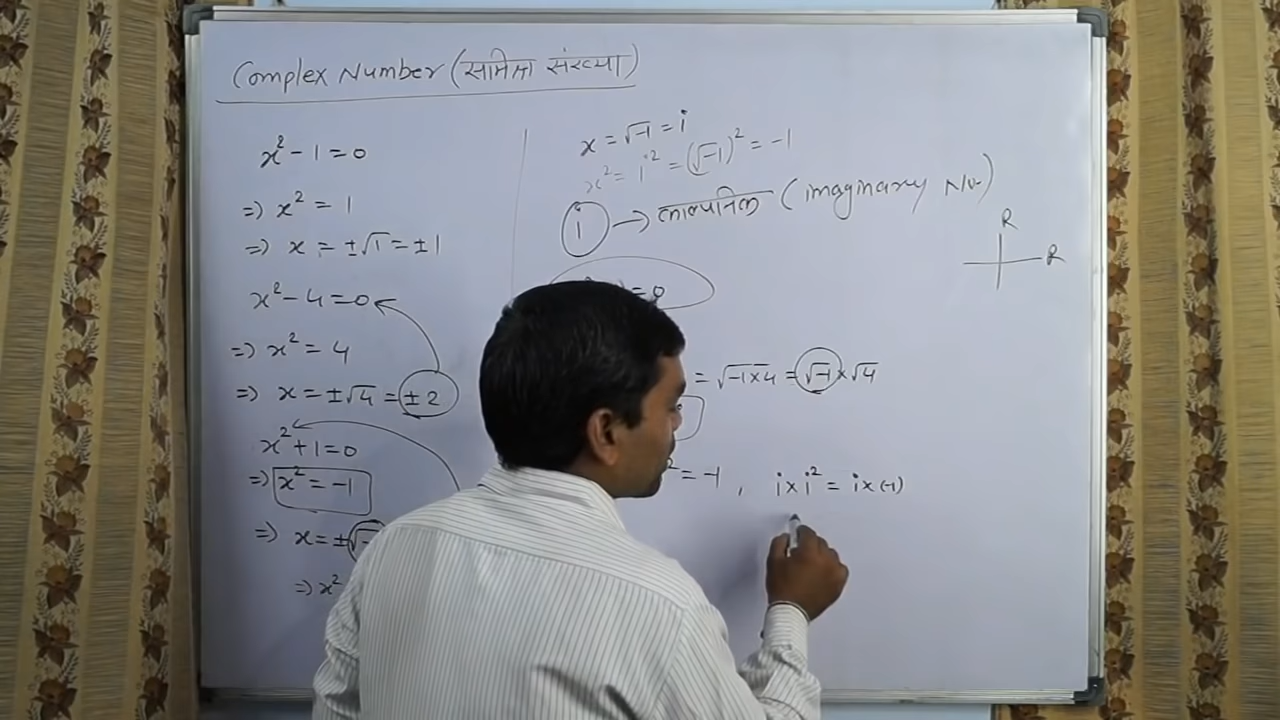 Complex Number (सामिता संख्या)
x² - 1 = 0
=) x² = 1
=) x = ±√1 = ±1
x² - 4 = 0
=) x² = 4
=) x = ±√4 = ±2
x² + 1 = 0
=) x² = -1
=) x = ±√-
=) x²
x = √-1 = i
x² = i² = (√-1)² = -1
i → काल्पनिक (imaginary No.)
R
R
= 0
= √-1×4 = √-1 × √4
² = -1 , i × i² = i × (-1)